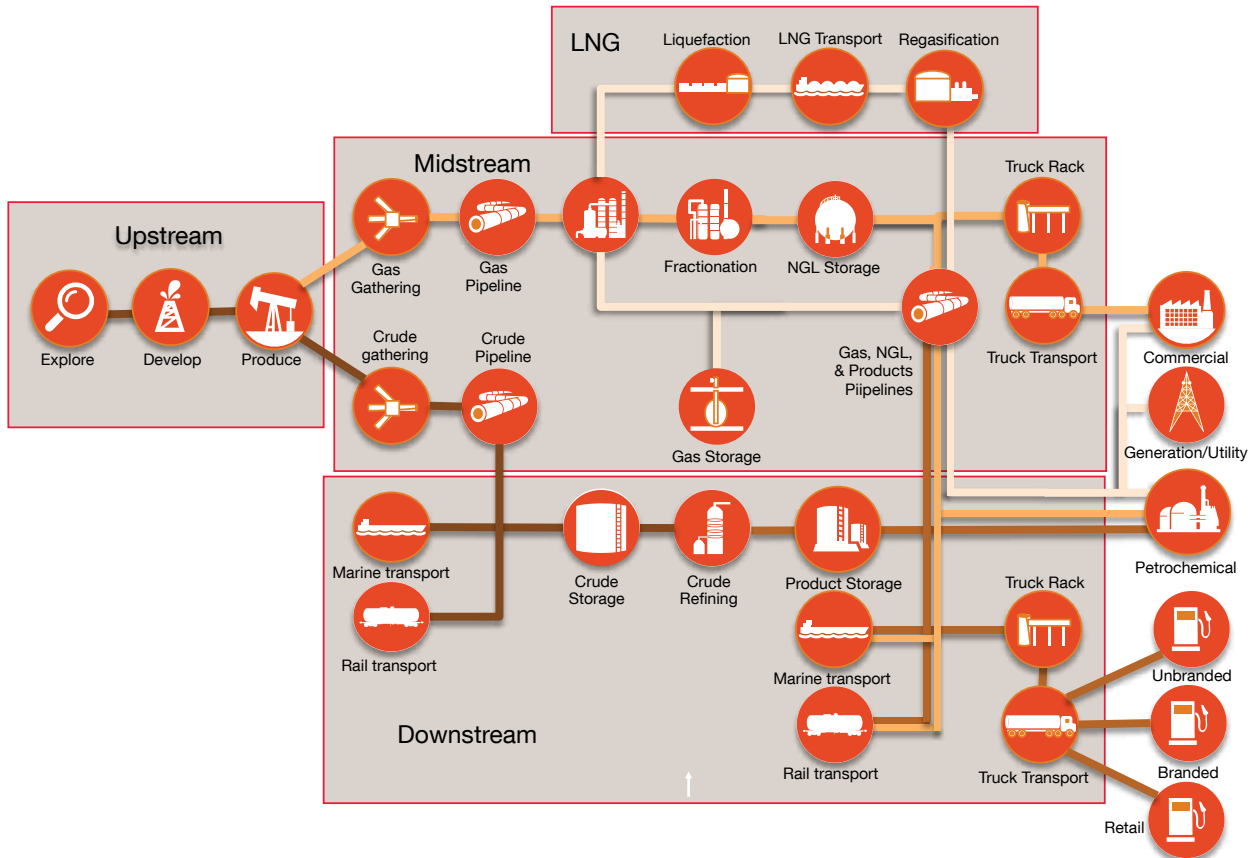 LNG
Liquefaction
LNG Transport
Regasification
Midstream
Truck Rack
Upstream
Gas
Gathering
Gas
Pipeline
Fractionation
NGL Storage
Explore
Develop
Produce
Crude
gathering
Crude
Pipeline
Gas, NGL,
& Products
Piipelines
Truck Transport
Commercial
Gas Storage
Generation/Utility
Marine transport
Crude
Storage
Crude
Refining
Product Storage
Truck Rack
Petrochemical
Rail transport
Marine transport
Unbranded
Downstream
Rail transport
Truck Transport
Branded
Retail